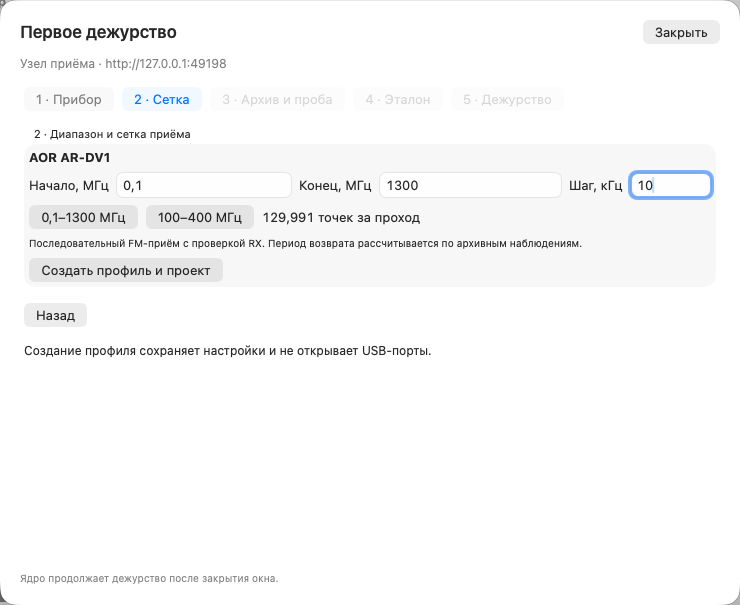 Первое дежурство
Закрыть
Узел приёма · http://127.0.0.1:49198
1 · Прибор 2 · Сетка 3 · Архив и проба 4 · Эталон 5 · Дежурство
2 · Диапазон и сетка приёма
AOR AR-DV1
Начало, МГц 0,1 Конец, МГц 1300 Шаг, кГц 10
0,1–1300 МГц 100–400 МГц 129,991 точек за проход
Последовательный FM-приём с проверкой RX. Период возврата рассчитывается по архивным наблюдениям.
Создать профиль и проект
Назад
Создание профиля сохраняет настройки и не открывает USB-порты.
Ядро продолжает дежурство после закрытия окна.